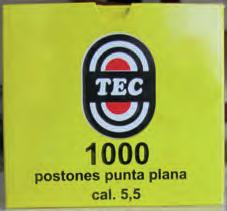 TEC
1000
postones punta plana
cal. 5,5